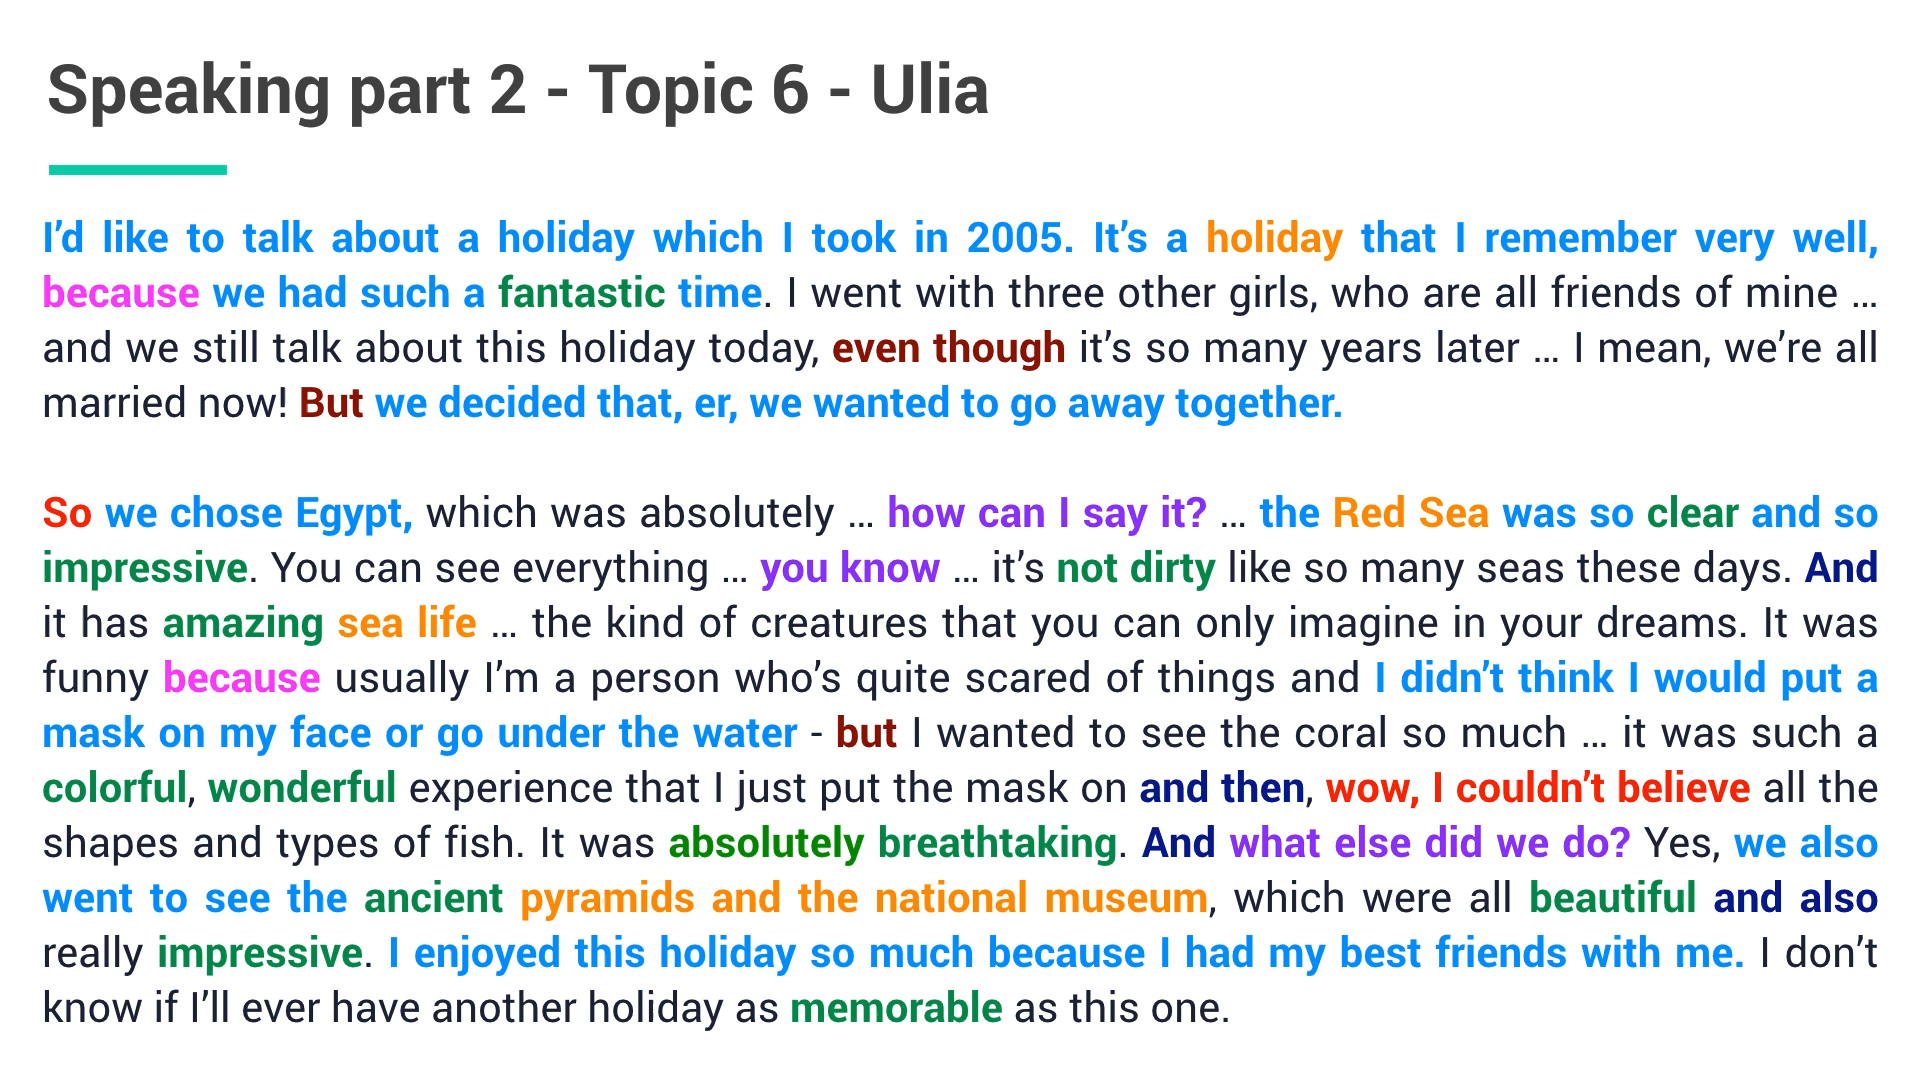 Speaking part 2 - Topic 6 - Ulia
I’d like to talk about a holiday which I took in 2005. It’s a holiday that I remember very well,
because we had such a fantastic time. I went with three other girls, who are all friends of mine …
and we still talk about this holiday today, even though it’s so many years later … I mean, we’re all
married now! But we decided that, er, we wanted to go away together.
So we chose Egypt, which was absolutely … how can I say it? … the Red Sea was so clear and so
impressive. You can see everything … you know … it’s not dirty like so many seas these days. And
it has amazing sea life … the kind of creatures that you can only imagine in your dreams. It was
funny because usually I’m a person who’s quite scared of things and I didn’t think I would put a
mask on my face or go under the water - but I wanted to see the coral so much … it was such a
colorful, wonderful experience that I just put the mask on and then, wow, I couldn’t believe all the
shapes and types of fish. It was absolutely breathtaking. And what else did we do? Yes, we also
went to see the ancient pyramids and the national museum, which were all beautiful and also
really impressive. I enjoyed this holiday so much because I had my best friends with me. I don’t
know if I’ll ever have another holiday as memorable as this one.